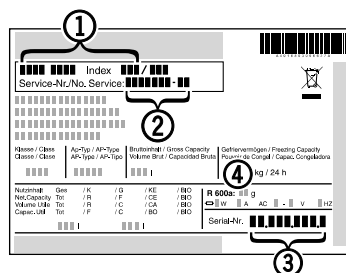 1
Index /
Service-Nr./No. Service: -
2
Klasse / Class
Classe / Clase
Ap-Typ / AP-Type
AP-Type / AP-Tipo
Bruttoinhalt / Gross Capacity
Volume Brut / Capacidad Bruta
Gefriervermögen / Freezing Capacity
Pouvoir de Congel / Capac. Congeladora
I
kg / 24 h
4
Nutzinhalt Ges / K / G / KE / BIO
Net.Capacity Tot / R / F / CE / BIO
Volume Utile Tot / R / C / CA / BIO
Capac. Util Tot / F / C / BO / BIO
I I
R 600a: g
W A AC - V HZ
Serial-Nr.
3